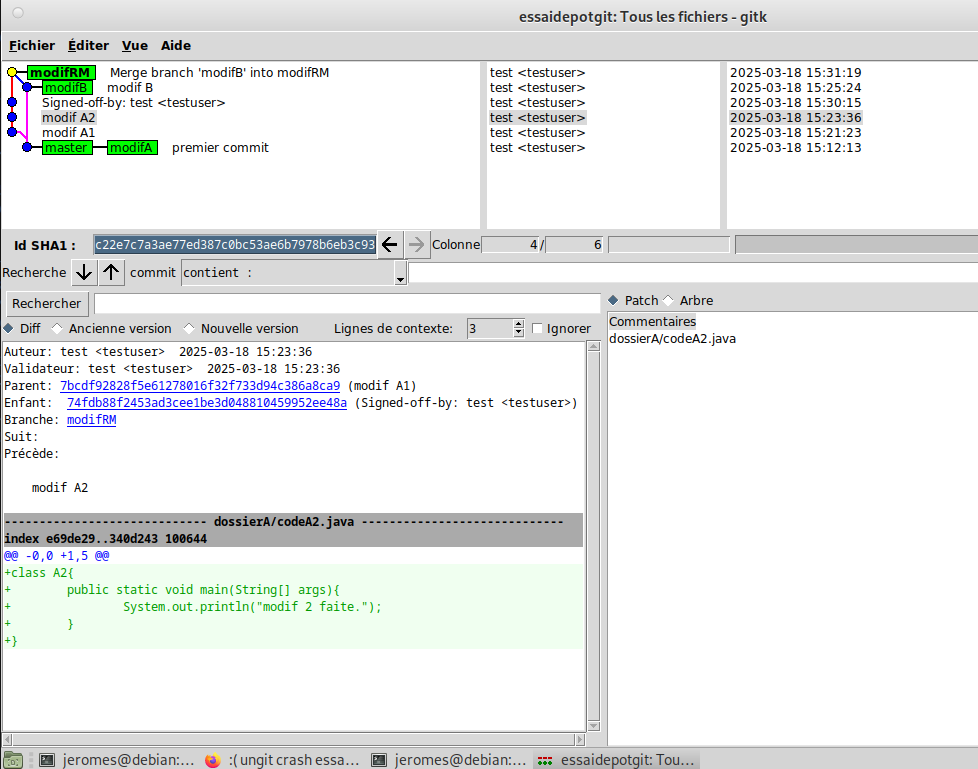 essaidepotgit: Tous les fichiers - gitk
Fichier Éditer Vue Aide
modifRM Merge branch 'modifB' into modifRM test <testuser> 2025-03-18 15:31:19
modifB modif B test <testuser> 2025-03-18 15:25:24
Signed-off-by: test <testuser> test <testuser> 2025-03-18 15:30:15
modif A2 test <testuser> 2025-03-18 15:23:36
modif A1 test <testuser> 2025-03-18 15:21:23
master modifA premier commit test <testuser> 2025-03-18 15:12:13
Id SHA1 : c22e7c7a3ae77ed387c0bc53ae6b7978b6eb3c93 Colonne 4/ 6
Recherche commit contient :
Rechercher
Patch Arbre
Diff Ancienne version Nouvelle version Lignes de contexte: 3 Ignorer
Commentaires
dossierA/codeA2.java
Auteur: test <testuser> 2025-03-18 15:23:36
Validateur: test <testuser> 2025-03-18 15:23:36
Parent: 7bcdf92828f5e61278016f32f733d94c386a8ca9 (modif A1)
Enfant: 74fdb88f2453ad3cee1be3d048810459952ee48a (Signed-off-by: test <testuser>)
Branche: modifRM
Suit:
Précède:
modif A2
----------------------------- dossierA/codeA2.java -----------------------------
index e69de29..340d243 100644
@@ -0,0 +1,5 @@
+class A2{
+ public static void main(String[] args){
+ System.out.println("modif 2 faite.");
+ }
+}
jeromes@debian:... :( ungit crash essa... jeromes@debian:... essaidepotgit: Tou...